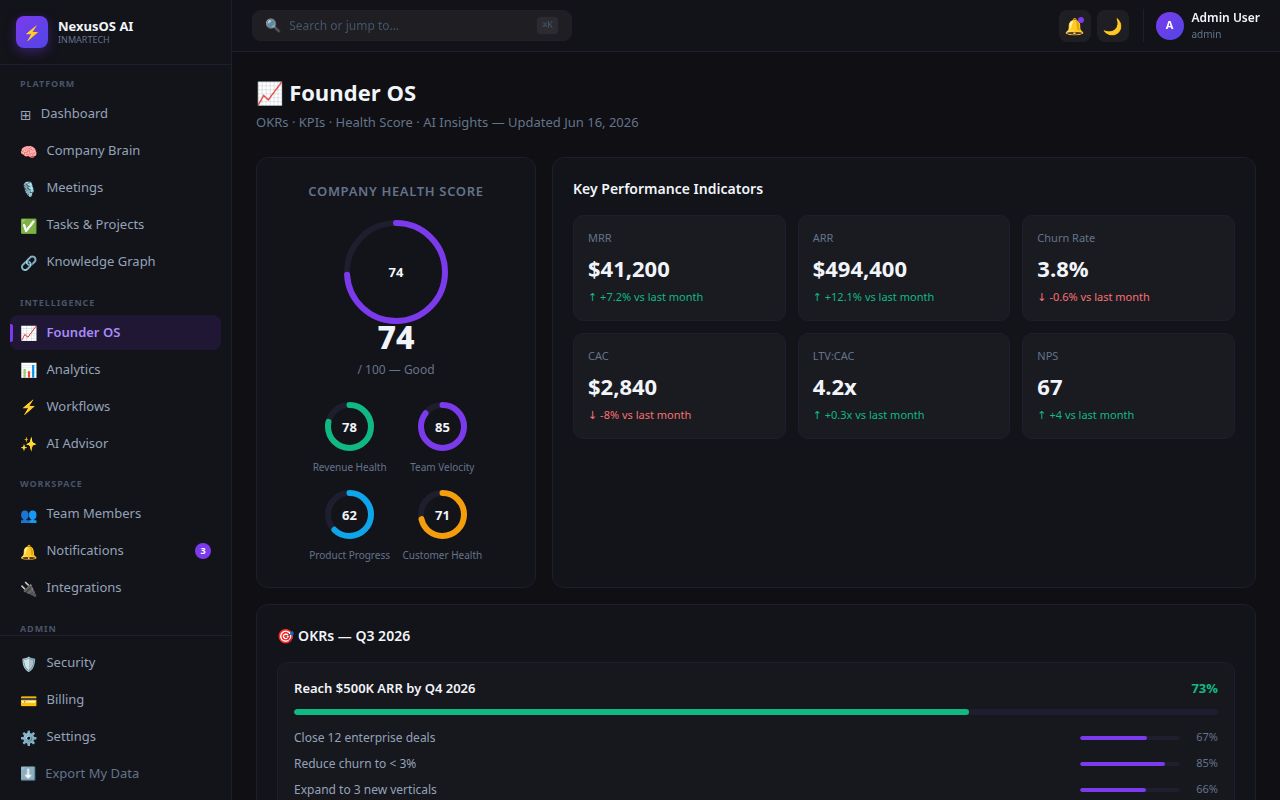 NexusOS AI
INMARTECH
Search or jump to...
⌘K
Admin User
admin
A
PLATFORM
Dashboard
Company Brain
Meetings
Tasks & Projects
Knowledge Graph
INTELLIGENCE
Founder OS
Analytics
Workflows
AI Advisor
WORKSPACE
Team Members
Notifications
3
Integrations
ADMIN
Security
Billing
Settings
Export My Data
Founder OS
OKRs · KPIs · Health Score · AI Insights — Updated Jun 16, 2026
COMPANY HEALTH SCORE
74
74
/ 100 — Good
78
Revenue Health
85
Team Velocity
62
Product Progress
71
Customer Health
Key Performance Indicators
MRR
$41,200
↑ +7.2% vs last month
ARR
$494,400
↑ +12.1% vs last month
Churn Rate
3.8%
↓ -0.6% vs last month
CAC
$2,840
↓ -8% vs last month
LTV:CAC
4.2x
↑ +0.3x vs last month
NPS
67
↑ +4 vs last month
OKRs — Q3 2026
Reach $500K ARR by Q4 2026
73%
Close 12 enterprise deals
67%
Reduce churn to < 3%
85%
Expand to 3 new verticals
66%